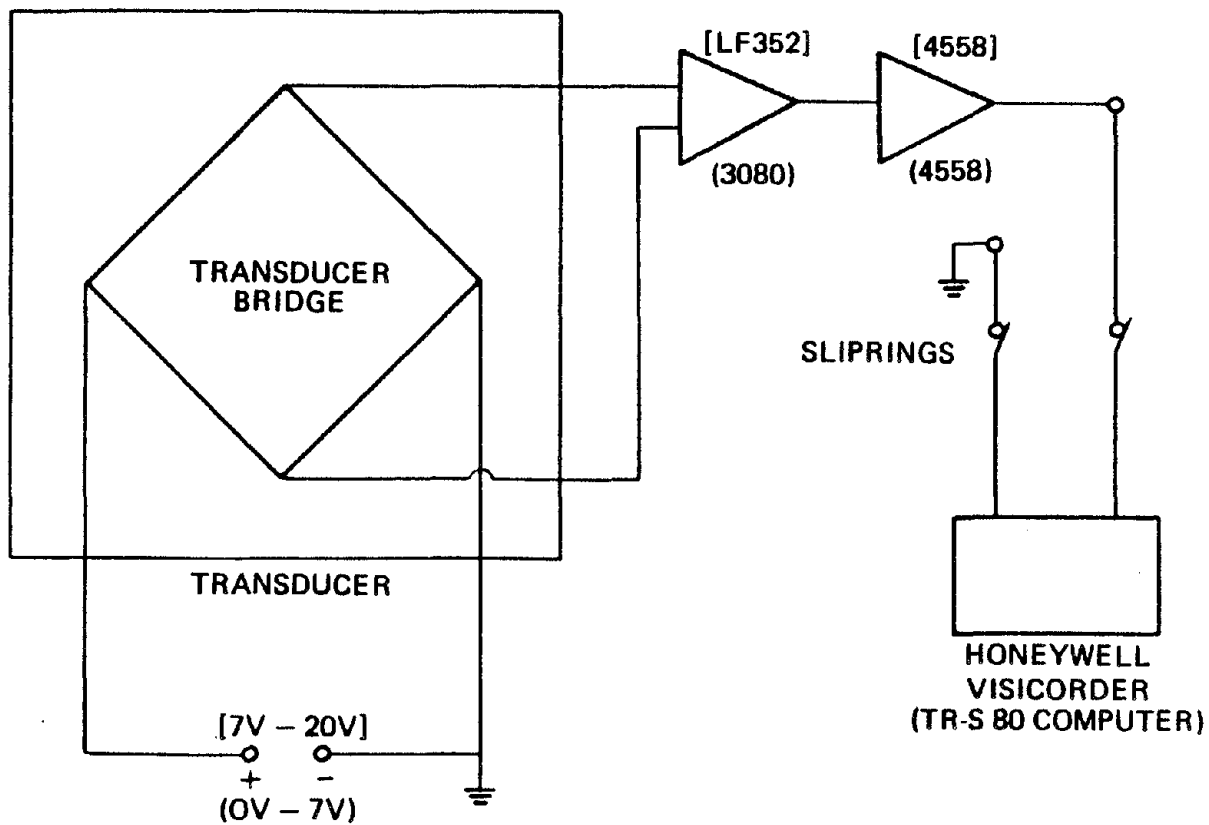 [LF352]
[4558]
(3080)
(4558)
TRANSDUCER
BRIDGE
SLIPRINGS
TRANSDUCER
HONEYWELL
VISICORDER
(TR-S 80 COMPUTER)
[7V – 20V]
+ -
(0V – 7V)